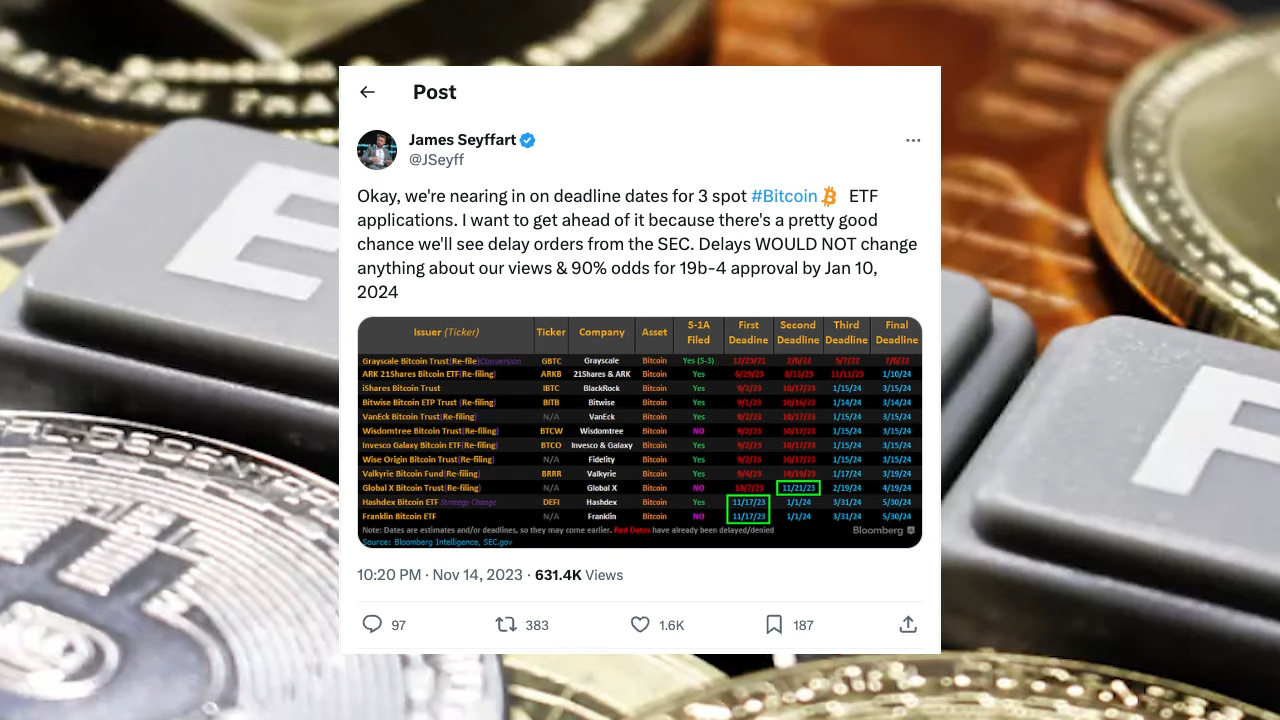 E
Post
James Seyffart
@JSeyff
Okay, we're nearing in on deadline dates for 3 spot #Bitcoin ETF
applications. I want to get ahead of it because there's a pretty good
chance we'll see delay orders from the SEC. Delays WOULD NOT change
anything about our views & 90% odds for 19b-4 approval by Jan 10,
2024
Issuer (Ticker) Ticker Company Asset S-1A Filed First Deadine Second Deadline Third Deadline Final Deadline
Grayscale Bitcoin Trust(Re-file)Conversion GBTC Grayscale Bitcoin Yes (S-3) 12/25/21 2/6/22 5/7/22 7/6/22
ARK 21Shares Bitcoin ETF(Re-filing) ARKB 21Shares & ARK Bitcoin Yes 6/29/23 8/13/23 11/11/23 1/10/24
iShares Bitcoin Trust IBTC BlackRock Bitcoin Yes 9/2/23 10/17/23 1/15/24 3/15/24
Bitwise Bitcoin ETP Trust (Re-filing) BITB Bitwise Bitcoin Yes 9/1/23 10/16/23 1/14/24 3/14/24
VanEck Bitcoin Trust(Re-filing) N/A VanEck Bitcoin Yes 9/2/23 10/17/23 1/15/24 3/15/24
Wisdomtree Bitcoin Trust(Re-filing) BTCW Wisdomtree Bitcoin NO 9/2/23 10/17/23 1/15/24 3/15/24
Invesco Galaxy Bitcoin ETF(Re-filing) BTCO Invesco & Galaxy Bitcoin Yes 9/2/23 10/17/23 1/15/24 3/15/24
Wise Origin Bitcoin Trust(Re-filing) N/A Fidelity Bitcoin Yes 9/2/23 10/17/23 1/15/24 3/15/24
Valkyrie Bitcoin Fund(Re-filing) BRRR Valkyrie Bitcoin Yes 9/4/23 10/19/23 1/17/24 3/19/24
Global X Bitcoin Trust(Re-filing) N/A Global X Bitcoin NO 10/7/23 11/21/23 2/19/24 4/19/24
Hashdex Bitcoin ETF Strategy Change DEFI Hashdex Bitcoin Yes 11/17/23 1/1/24 3/31/24 5/30/24
Franklin Bitcoin ETF N/A Franklin Bitcoin NO 11/17/23 1/1/24 3/31/24 5/30/24
Note: Dates are estimates and/or deadlines, so they may come earlier. Red Dates have already been delayed/denied Bloomberg
Source: Bloomberg Intelligence, SEC.gov
10:20 PM · Nov 14, 2023 · 631.4K Views
97 383 1.6K 187